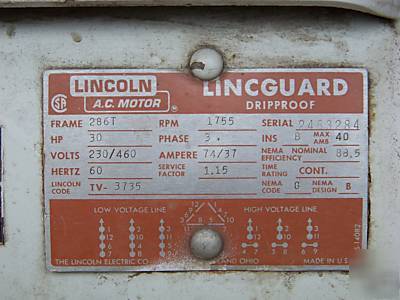 LINCOLN
A.C. MOTOR
LINCGUARD
DRIPPROOF
FRAME 286T RPM 1755 SERIAL 2463284
HP 30 PHASE 3. INS B MAX AMB 40
VOLTS 230/460 AMPERE 74/37 NEMA NOMINAL EFFICIENCY 88.5
HERTZ 60 SERVICE FACTOR 1.15 TIME RATING CONT.
LINCOLN CODE TV- 3735 NEMA CODE G NEMA DESIGN B
LOW VOLTAGE LINE HIGH VOLTAGE LINE
THE LINCOLN ELECTRIC CO AND OHIO MADE IN U.S.